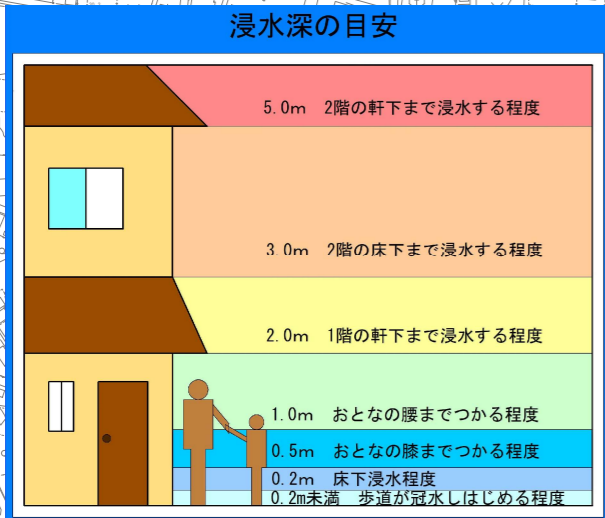 浸水深の目安
5.0m 2階の軒下まで浸水する程度
3.0m 2階の床下まで浸水する程度
2.0m 1階の軒下まで浸水する程度
1.0m おとなの腰までつかる程度
0.5m おとなの膝までつかる程度
0.2m 床下浸水程度
0.2m未満 歩道が冠水しはじめる程度